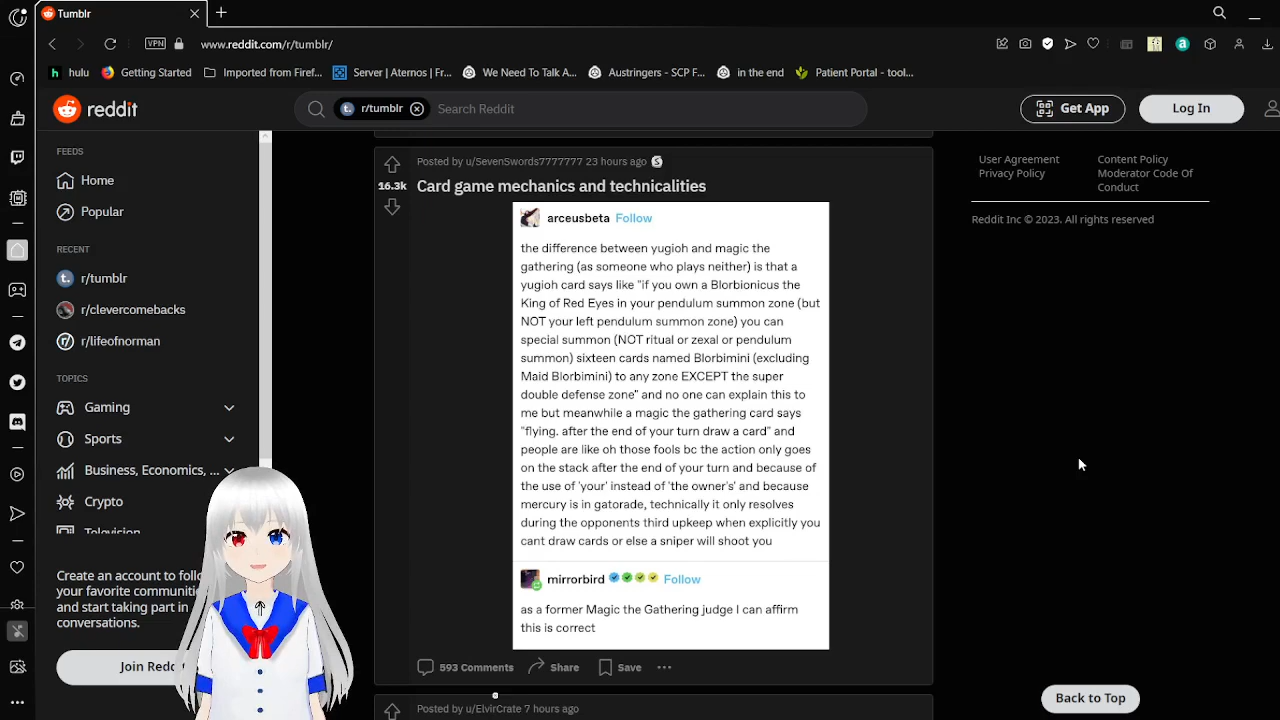 Tumblr
VPN
www.reddit.com/r/tumblr/
hulu
Getting Started
Imported from Firef...
Server | Aternos | Fr...
We Need To Talk A...
Austringers - SCP F...
in the end
Patient Portal - tool...
reddit
r/tumblr
Search Reddit
Get App
Log In
FEEDS
Home
Popular
RECENT
r/tumblr
r/clevercomebacks
r/lifeofnorman
TOPICS
Gaming
Sports
Business, Economics, ...
Crypto
Television
Create an account to follo
your favorite communitie
and start taking part in
conversations.
Join Redd
Posted by u/SevenSwords7777777 23 hours ago
16.3k
Card game mechanics and technicalities
arceusbeta Follow
the difference between yugioh and magic the
gathering (as someone who plays neither) is that a
yugioh card says like "if you own a Blorbionicus the
King of Red Eyes in your pendulum summon zone (but
NOT your left pendulum summon zone) you can
special summon (NOT ritual or zexal or pendulum
summon) sixteen cards named Blorbimini (excluding
Maid Blorbimini) to any zone EXCEPT the super
double defense zone" and no one can explain this to
me but meanwhile a magic the gathering card says
"flying. after the end of your turn draw a card" and
people are like oh those fools bc the action only goes
on the stack after the end of your turn and because of
the use of 'your' instead of 'the owner's' and because
mercury is in gatorade, technically it only resolves
during the opponents third upkeep when explicitly you
cant draw cards or else a sniper will shoot you
mirrorbird Follow
as a former Magic the Gathering judge I can affirm
this is correct
593 Comments
Share
Save
Posted by u/ElvirCrate 7 hours ago
User Agreement
Privacy Policy
Content Policy
Moderator Code Of
Conduct
Reddit Inc © 2023. All rights reserved
Back to Top